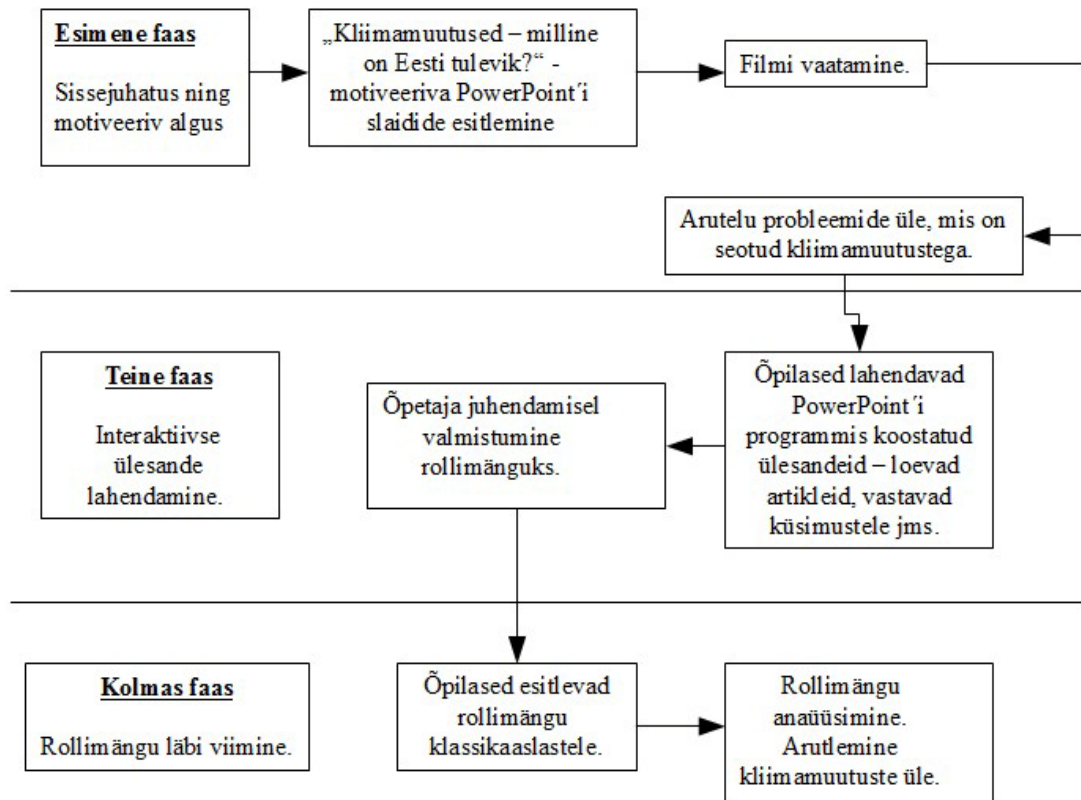 Esimene faas
Sissejuhatus ning
motiveeriv algus
„Kliimamuutused – milline
on Eesti tulevik?“ -
motiveeriva PowerPoint´i
slaidide esitlemine
Filmi vaatamine.
Arutelu probleemide üle, mis on
seotud kliimamuutustega.
Teine faas
Interaktiivse
ülesande
lahendamine.
Õpetaja juhendamisel
valmistumine
rollimänguks.
Õpilased lahendavad
PowerPoint´i
programmis koostatud
ülesandeid – loevad
artikleid, vastavad
küsimustele jms.
Kolmas faas
Rollimängu läbi viimine.
Õpilased esitlevad
rollimängu
klassikaaslastele.
Rollimängu
anaüüsimine.
Arutlemine
kliimamuutuste üle.